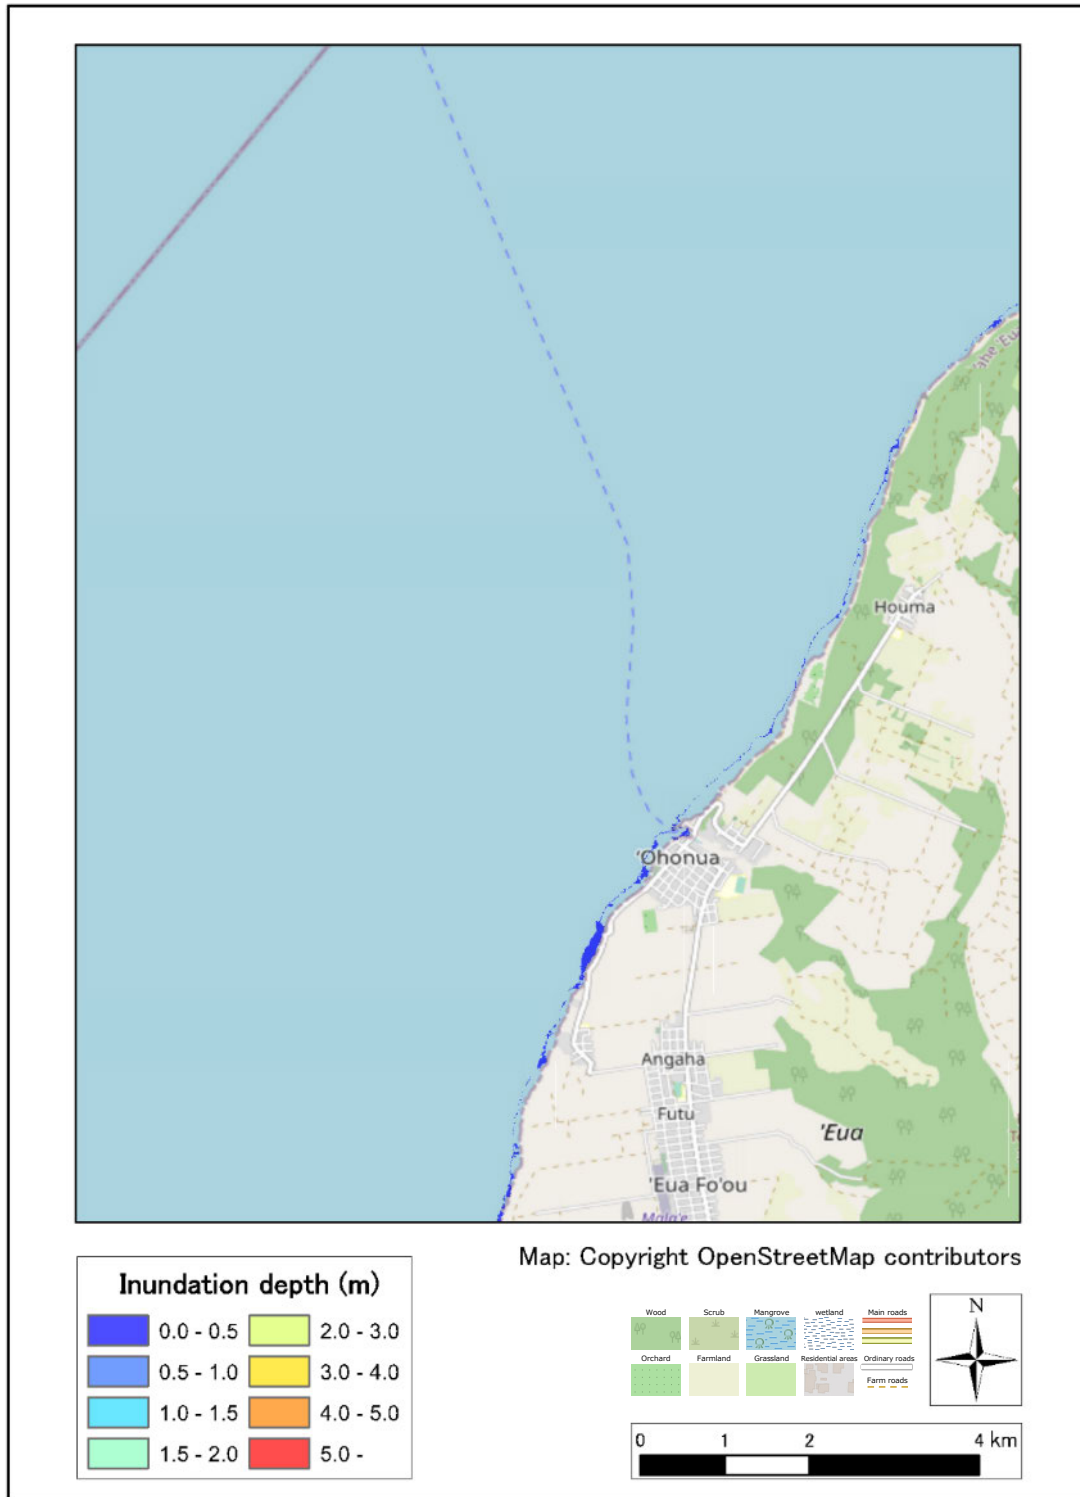 Houma
'Ohonua
Angaha
Futu
'Eua
'Eua Fo'ou
Map: Copyright OpenStreetMap contributors
Inundation depth (m)
0.0 - 0.5
2.0 - 3.0
0.5 - 1.0
3.0 - 4.0
1.0 - 1.5
4.0 - 5.0
1.5 - 2.0
5.0 -
Wood
Scrub
Mangrove
wetland
Main roads
Orchard
Farmland
Grassland
Residential areas
Ordinary roads
Farm roads
N
0 1 2 4 km